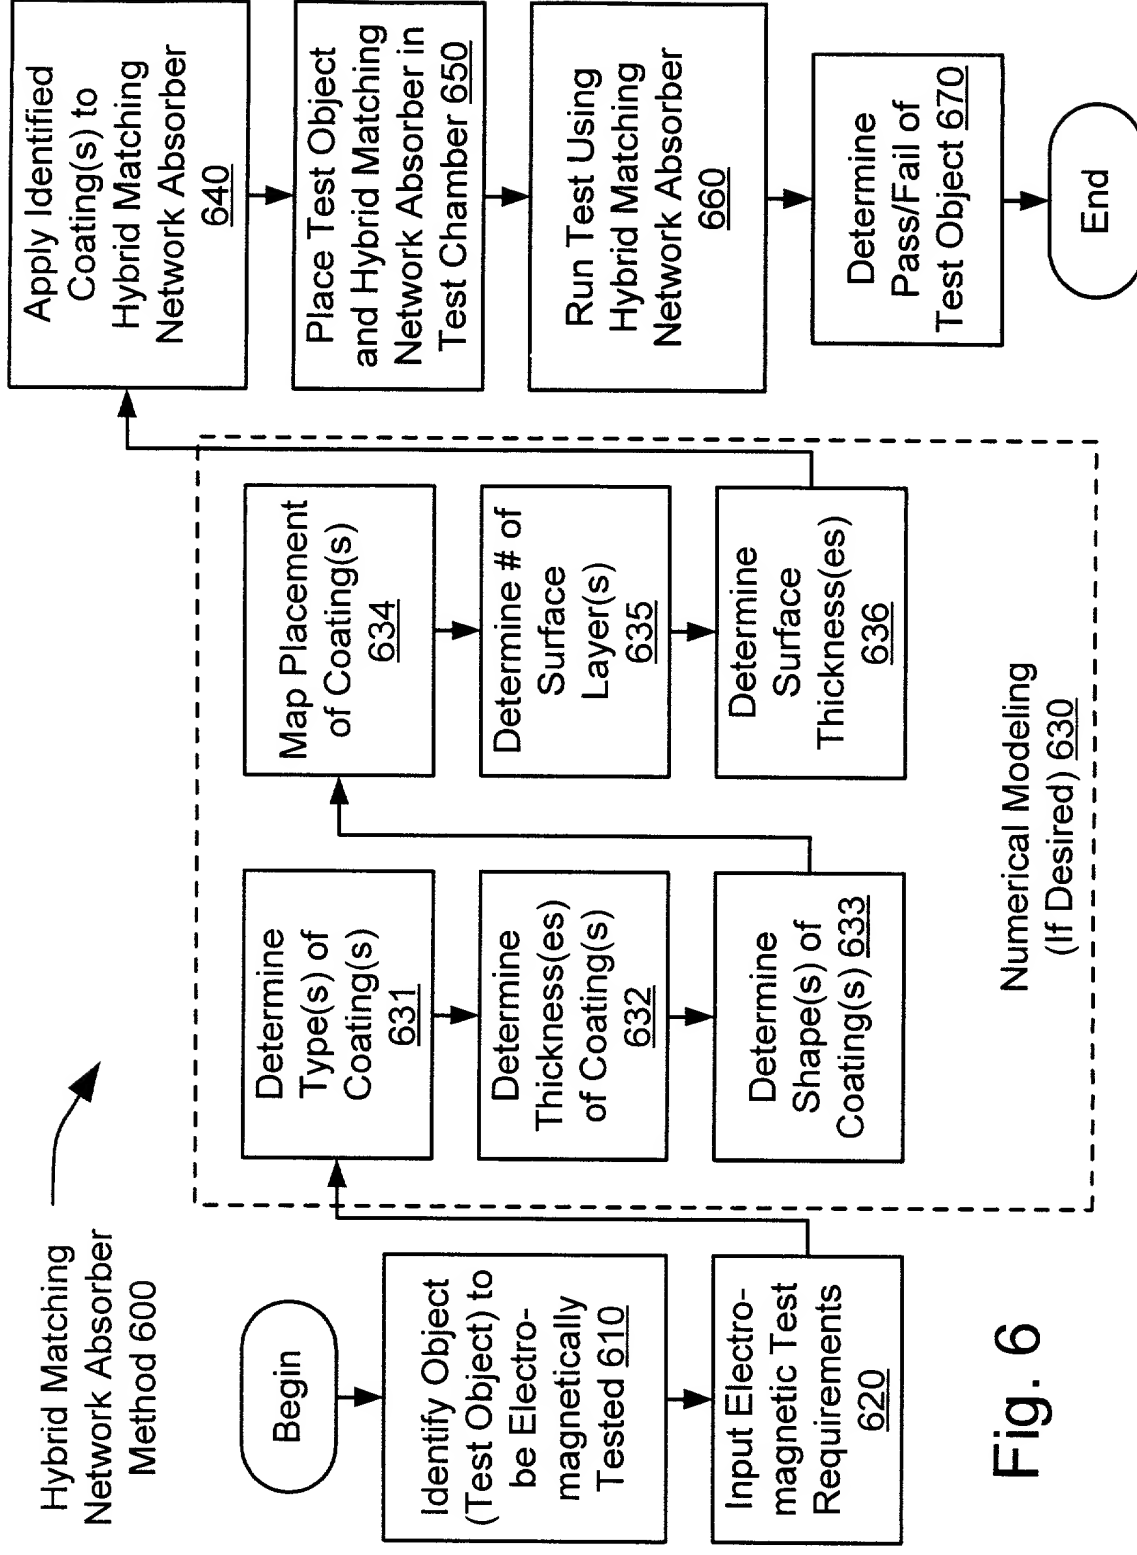 Hybrid Matching
Network Absorber
Method 600
Begin
Identify Object
(Test Object) to
be Electro-
magnetically
Tested 610
Input Electro-
magnetic Test
Requirements
620
Determine
Type(s) of
Coating(s)
631
Determine
Thickness(es)
of Coating(s)
632
Determine
Shape(s) of
Coating(s) 633
Map Placement
of Coating(s)
634
Determine # of
Surface
Layer(s)
635
Determine
Surface
Thickness(es)
636
Numerical Modeling
(If Desired) 630
Apply Identified
Coating(s) to
Hybrid Matching
Network Absorber
640
Place Test Object
and Hybrid Matching
Network Absorber in
Test Chamber 650
Run Test Using
Hybrid Matching
Network Absorber
660
Determine
Pass/Fail of
Test Object 670
End
Fig. 6